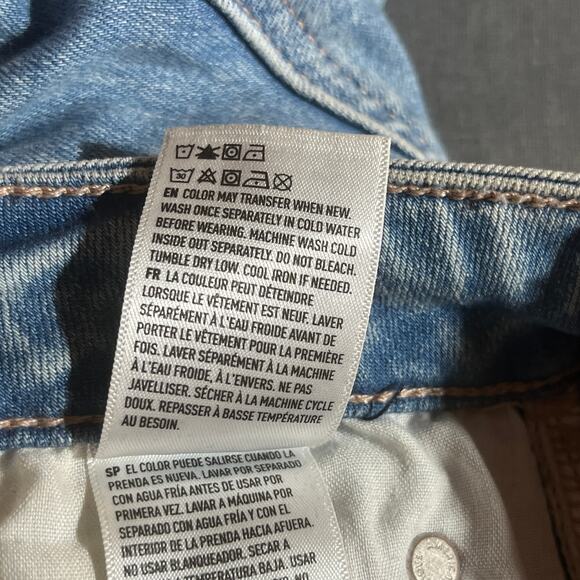 30
EN COLOR MAY TRANSFER WHEN NEW.
WASH ONCE SEPARATELY IN COLD WATER
BEFORE WEARING. MACHINE WASH COLD
INSIDE OUT SEPARATELY. DO NOT BLEACH.
TUMBLE DRY LOW. COOL IRON IF NEEDED.
FR LA COULEUR PEUT DÉTEINDRE
LORSQUE LE VÊTEMENT EST NEUF. LAVER
SÉPARÉMENT À L'EAU FROIDE AVANT DE
PORTER LE VÊTEMENT POUR LA PREMIÈRE
FOIS. LAVER SÉPARÉMENT À LA MACHINE
À L'EAU FROIDE, À L'ENVERS. NE PAS
JAVELLISER. SÉCHER À LA MACHINE CYCLE
DOUX. REPASSER À BASSE TEMPÉRATURE
AU BESOIN.
SP EL COLOR PUEDE SALIRSE CUANDO LA
PRENDA ES NUEVA. LAVAR POR SEPARADO
CON AGUA FRÍA ANTES DE USAR POR
PRIMERA VEZ. LAVAR A MÁQUINA POR
SEPARADO CON AGUA FRÍA Y CON EL
INTERIOR DE LA PRENDA HACIA AFUERA.
NO USAR BLANQUEADOR. SECAR A
TEMPERATURA BAJA. USAR